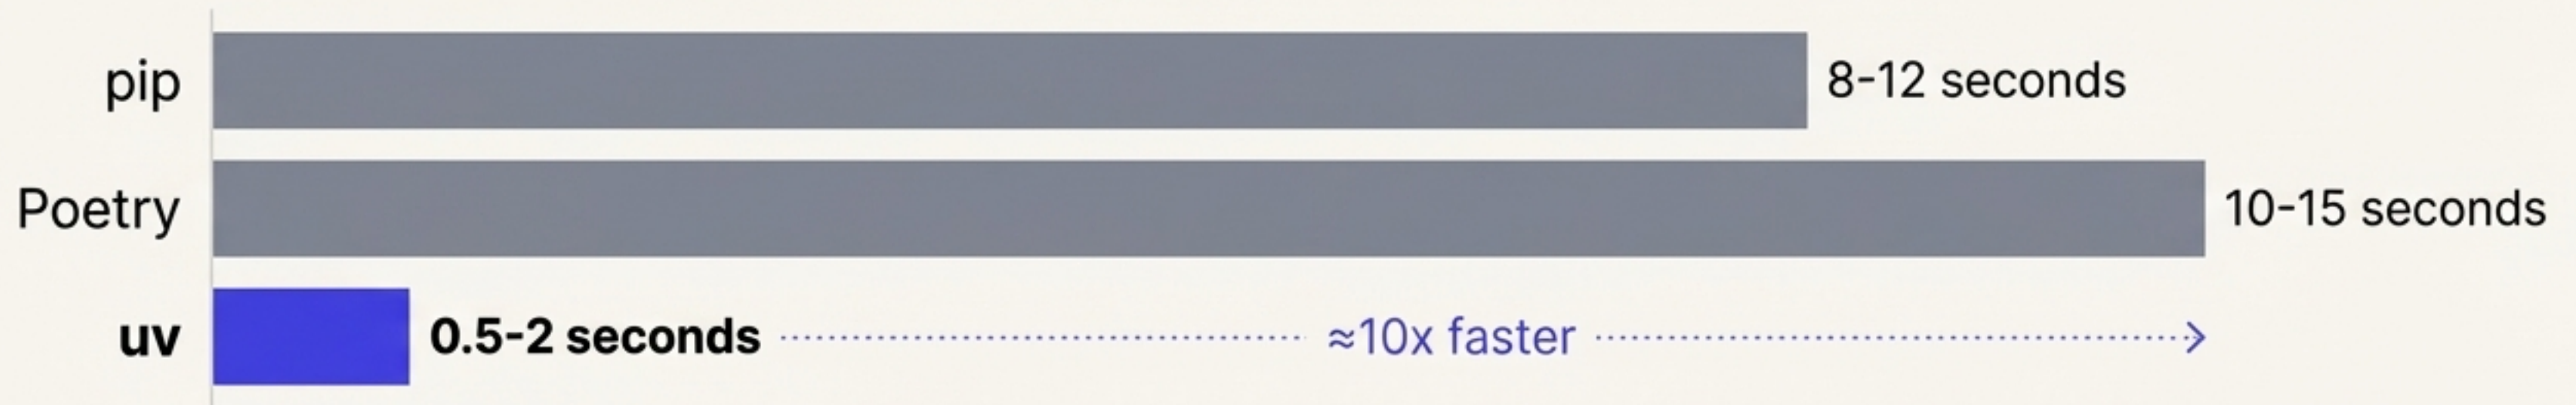 pip 8-12 seconds
Poetry 10-15 seconds
uv 0.5-2 seconds ≈10x faster